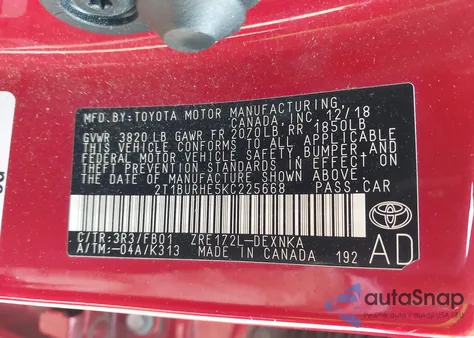 MFD. BY: TOYOTA MOTOR MANUFACTURING,
CANADA, INC. 12/18
GVWR 3820 LB GAWR FR 2070LB, RR 1850LB
THIS VEHICLE CONFORMS TO ALL APPLICABLE
FEDERAL MOTOR VEHICLE SAFETY, BUMPER, AND
THEFT PREVENTION STANDARDS IN EFFECT ON
THE DATE OF MANUFACTURE SHOWN ABOVE.
2T1BURHE5KC225668 PASS. CAR
C/TR: 3R3/FB01 ZRE172L-DEXNKA
A/TM: -04A/K313 MADE IN CANADA 192
AD
autoSnap